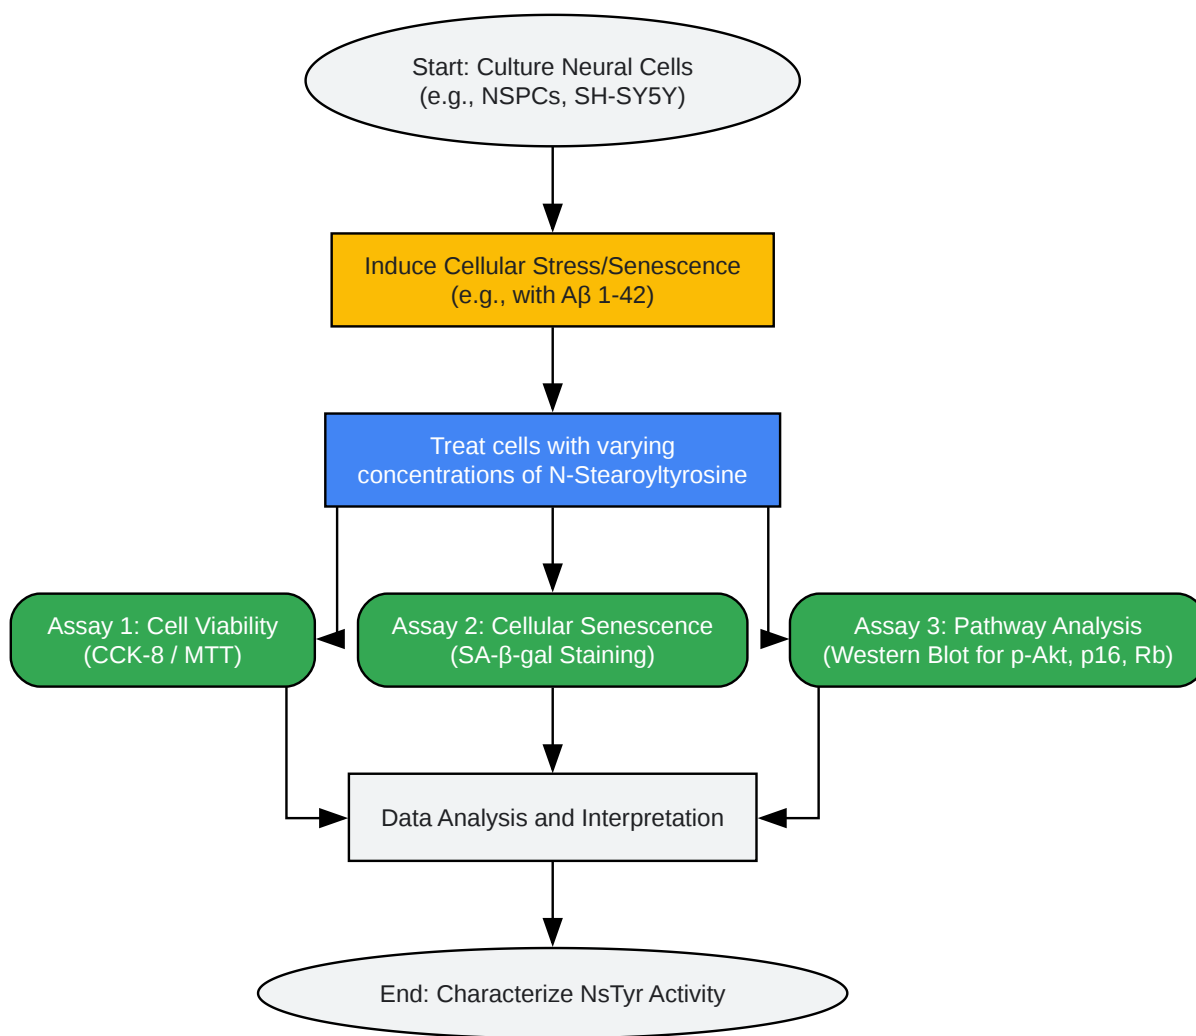 Start: Culture Neural Cells
(e.g., NSPCs, SH-SY5Y)
Induce Cellular Stress/Senescence
(e.g., with Aβ 1-42)
Treat cells with varying
concentrations of N-Stearoyltyrosine
Assay 1: Cell Viability
(CCK-8 / MTT)
Assay 2: Cellular Senescence
(SA-β-gal Staining)
Assay 3: Pathway Analysis
(Western Blot for p-Akt, p16, Rb)
Data Analysis and Interpretation
End: Characterize NsTyr Activity